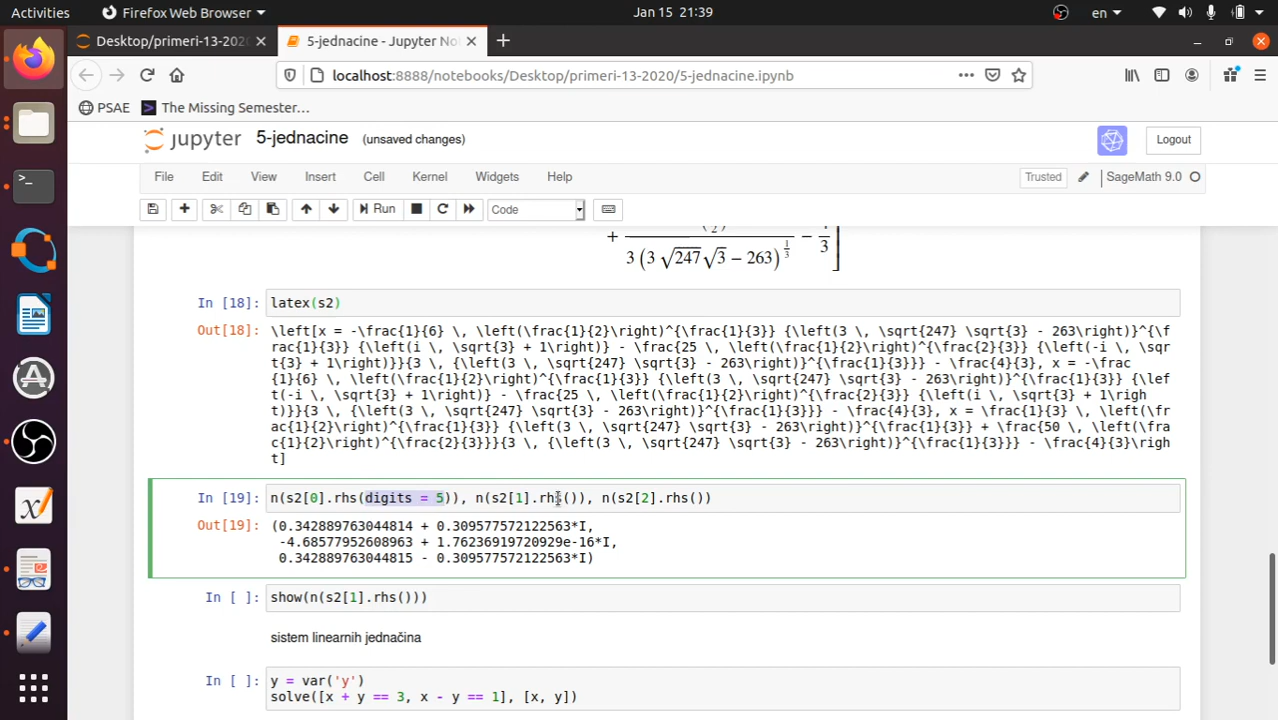 Activities
Firefox Web Browser
Jan 15 21:39
en
Desktop/primeri-13-202
5-jednacine - Jupyter No
localhost:8888/notebooks/Desktop/primeri-13-2020/5-jednacine.ipynb
PSAE
The Missing Semester…
jupyter
5-jednacine
(unsaved changes)
Logout
File
Edit
View
Insert
Cell
Kernel
Widgets
Help
Trusted
SageMath 9.0
Run
Code
+ 3 (3 √247√3 − 263)^1/3 − 3
In [18]: latex(s2)
Out[18]: \left[x = -\frac{1}{6} \, \left(\frac{1}{2}\right)^{\frac{1}{3}} {\left(3 \, \sqrt{247} \sqrt{3} - 263\right)}^{\f
rac{1}{3}} {\left(i \, \sqrt{3} + 1\right)} - \frac{25 \, \left(\frac{1}{2}\right)^{\frac{2}{3}} {\left(-i \, \sqr
t{3} + 1\right)}}{3 \, {\left(3 \, \sqrt{247} \sqrt{3} - 263\right)}^{\frac{1}{3}}} - \frac{4}{3}, x = -\frac
{1}{6} \, \left(\frac{1}{2}\right)^{\frac{1}{3}} {\left(3 \, \sqrt{247} \sqrt{3} - 263\right)}^{\frac{1}{3}} {\lef
t(-i \, \sqrt{3} + 1\right)} - \frac{25 \, \left(\frac{1}{2}\right)^{\frac{2}{3}} {\left(i \, \sqrt{3} + 1\righ
t)}}{3 \, {\left(3 \, \sqrt{247} \sqrt{3} - 263\right)}^{\frac{1}{3}}} - \frac{4}{3}, x = \frac{1}{3} \, \left(\fr
ac{1}{2}\right)^{\frac{1}{3}} {\left(3 \, \sqrt{247} \sqrt{3} - 263\right)}^{\frac{1}{3}} + \frac{50 \, \left(\fra
c{1}{2}\right)^{\frac{2}{3}}}{3 \, {\left(3 \, \sqrt{247} \sqrt{3} - 263\right)}^{\frac{1}{3}}} - \frac{4}{3}\righ
t]
In [19]: n(s2[0].rhs(digits = 5)), n(s2[1].rhs()), n(s2[2].rhs())
Out[19]: (0.342889763044814 + 0.309577572122563*I,
-4.68577952608963 + 1.76236919720929e-16*I,
0.342889763044815 - 0.309577572122563*I)
In [ ]: show(n(s2[1].rhs()))
sistem linearnih jednačina
In [ ]: y = var('y')
solve([x + y == 3, x - y == 1], [x, y])